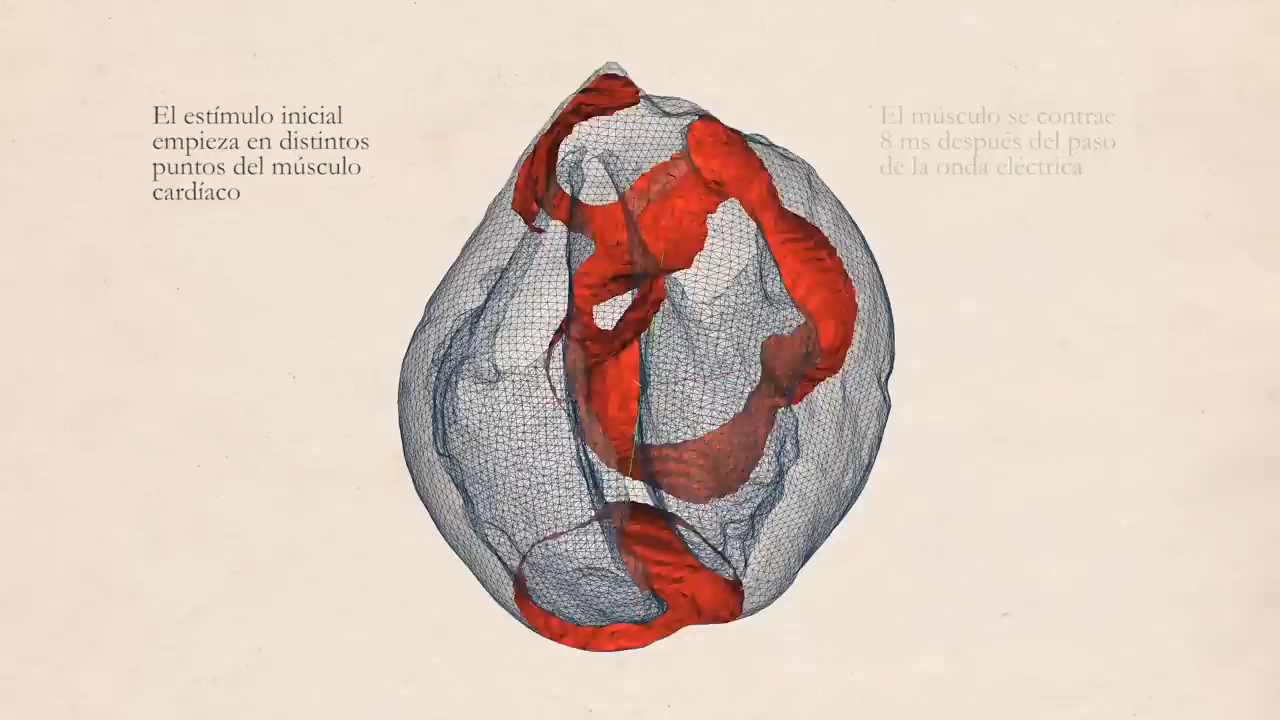 El estímulo inicial
empieza en distintos
puntos del músculo
cardíaco
El músculo se contrae
8 ms después del paso
de la onda eléctrica